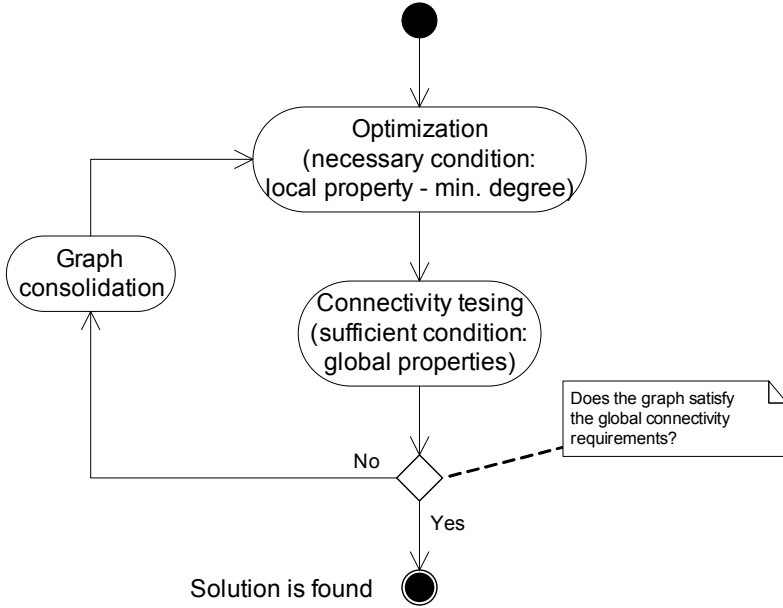 Optimization
(necessary condition:
local property - min. degree)
Graph
consolidation
Connectivity tesing
(sufficient condition:
global properties)
Does the graph satisfy
the global connectivity
requirements?
No
Yes
Solution is found